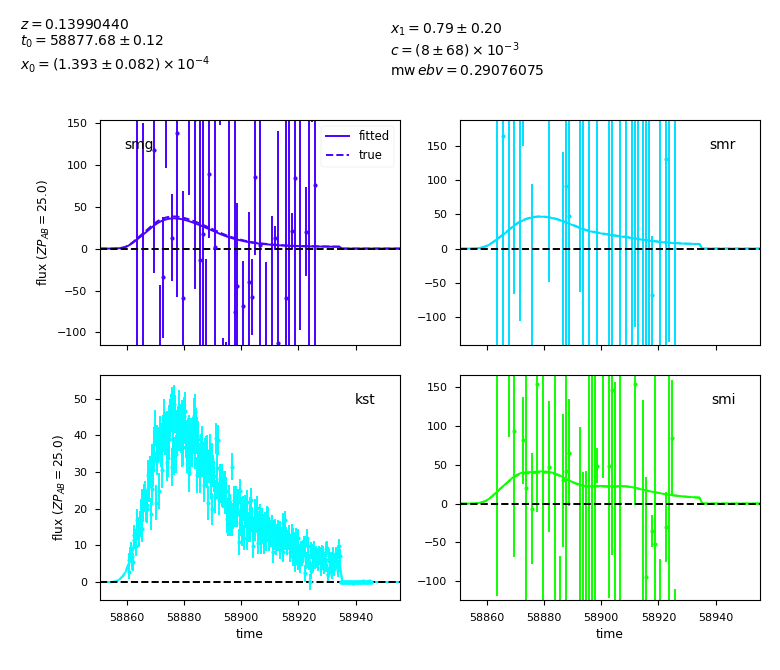 z = 0.13990440
t₀ = 58877.68 ± 0.12
x₀ = (1.393 ± 0.082) × 10⁻⁴
x₁ = 0.79 ± 0.20
c = (8 ± 68) × 10⁻³
mw ebv = 0.29076075
smg
fitted
true
150
100
50
0
−50
−100
flux (ZP_AB = 25.0)
smr
150
100
50
0
−50
−100
kst
50
40
30
20
10
0
flux (ZP_AB = 25.0)
58860 58880 58900 58920 58940
time
smi
150
100
50
0
−50
−100
58860 58880 58900 58920 58940
time